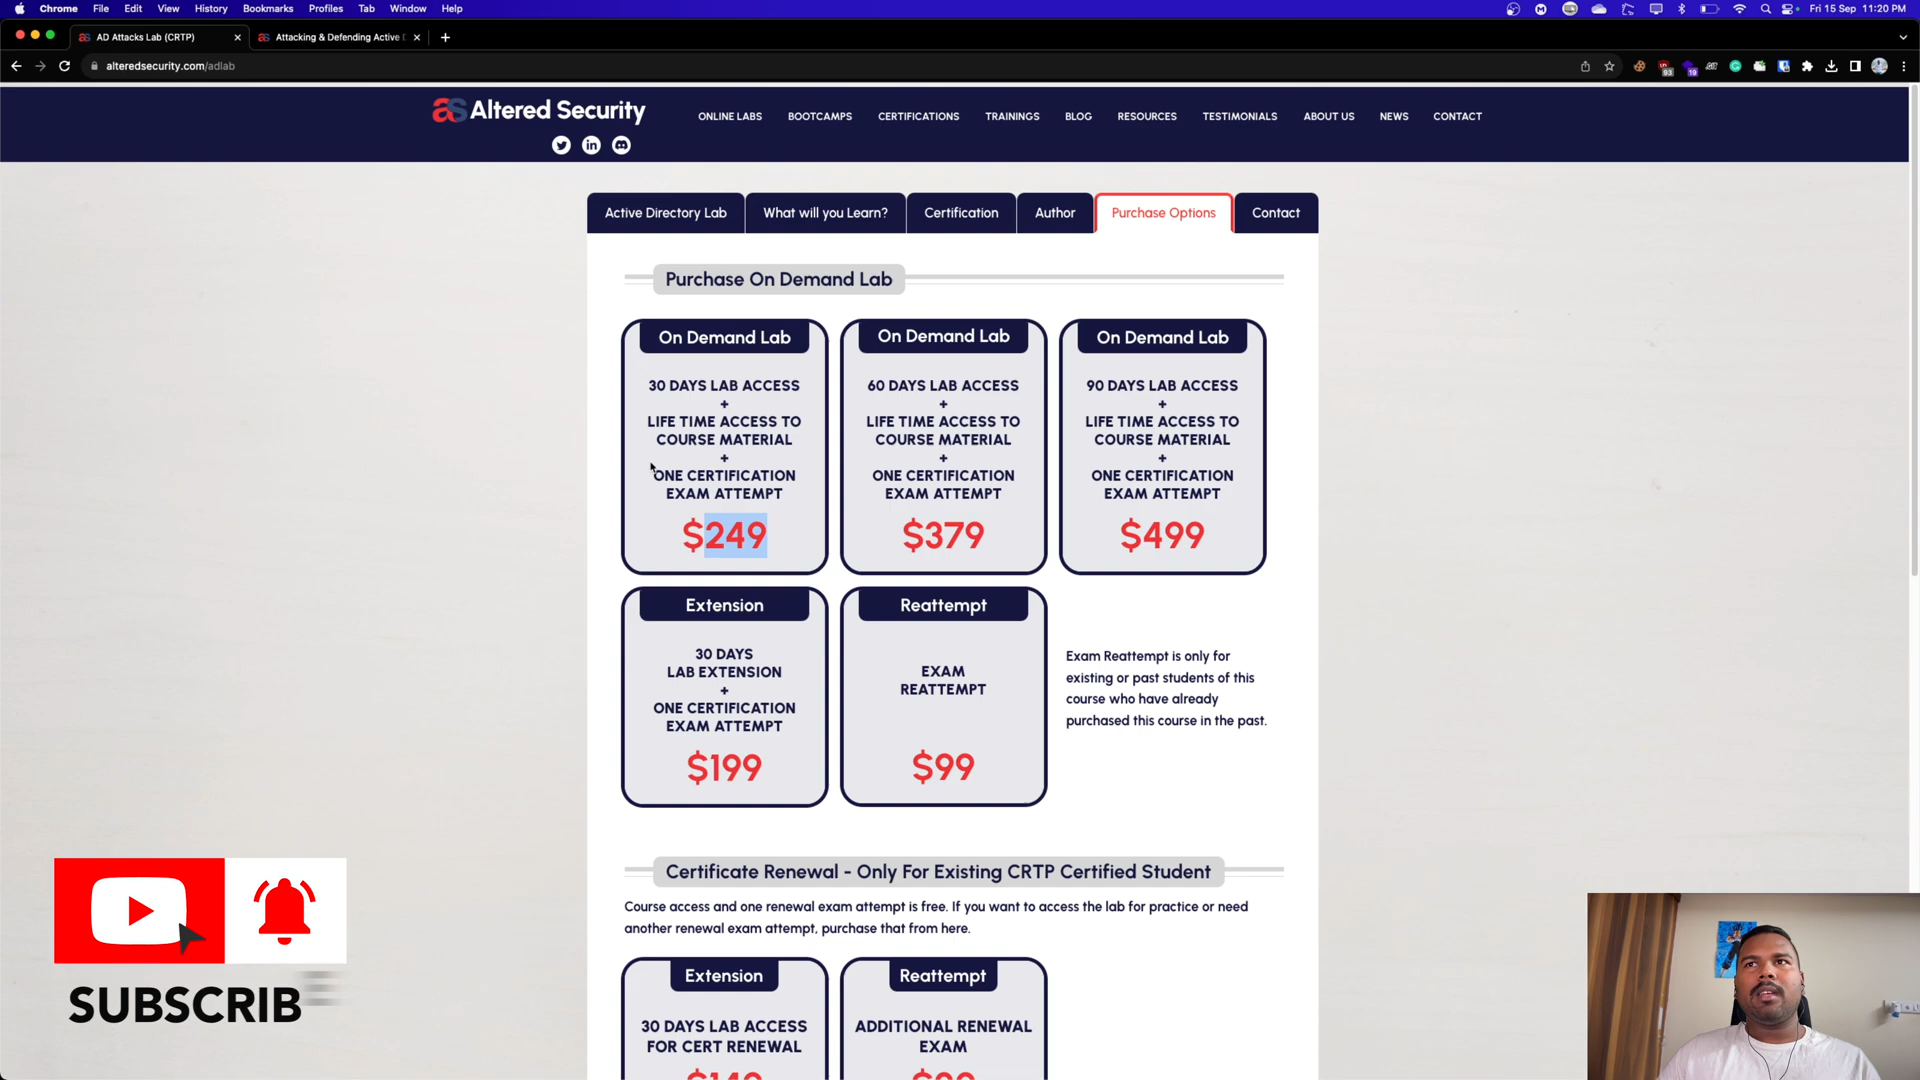 Chrome File Edit View History Bookmarks Profiles Tab Window Help Fri 15 Sep 11:20 PM
AD Attacks Lab (CRTP) Attacking & Defending Active
alteredsecurity.com/adlab
Altered Security
ONLINE LABS BOOTCAMPS CERTIFICATIONS TRAININGS BLOG RESOURCES TESTIMONIALS ABOUT US NEWS CONTACT
Active Directory Lab What will you Learn? Certification Author Purchase Options Contact
Purchase On Demand Lab
On Demand Lab
30 DAYS LAB ACCESS
+
LIFE TIME ACCESS TO
COURSE MATERIAL
+
ONE CERTIFICATION
EXAM ATTEMPT
$249
On Demand Lab
60 DAYS LAB ACCESS
+
LIFE TIME ACCESS TO
COURSE MATERIAL
+
ONE CERTIFICATION
EXAM ATTEMPT
$379
On Demand Lab
90 DAYS LAB ACCESS
+
LIFE TIME ACCESS TO
COURSE MATERIAL
+
ONE CERTIFICATION
EXAM ATTEMPT
$499
Extension
30 DAYS
LAB EXTENSION
+
ONE CERTIFICATION
EXAM ATTEMPT
$199
Reattempt
EXAM
REATTEMPT
$99
Exam Reattempt is only for
existing or past students of this
course who have already
purchased this course in the past.
Certificate Renewal - Only For Existing CRTP Certified Student
Course access and one renewal exam attempt is free. If you want to access the lab for practice or need
another renewal exam attempt, purchase that from here.
Extension
30 DAYS LAB ACCESS
FOR CERT RENEWAL
Reattempt
ADDITIONAL RENEWAL
EXAM
SUBSCRIB